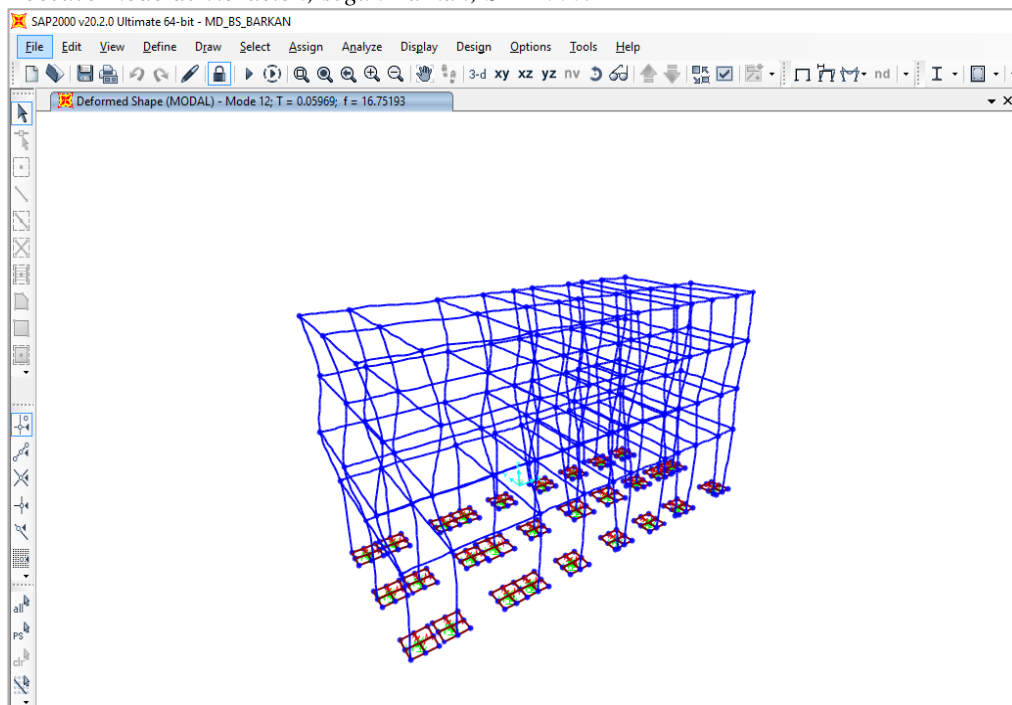 SAP2000 v20.2.0 Ultimate 64-bit - MD_BS_BARKAN
File Edit View Define Draw Select Assign Analyze Display Design Options Tools Help
3-d xy xz yz nv nd
Deformed Shape (MODAL) - Mode 12; T = 0.05969; f = 16.75193
all
PS
clr